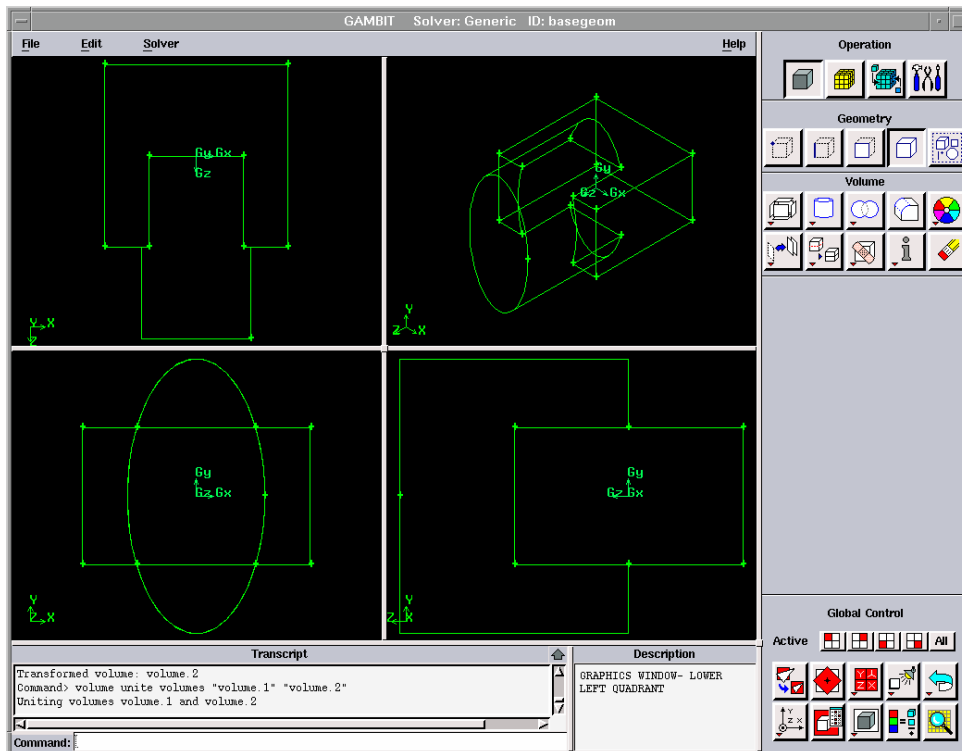 GAMBIT Solver: Generic ID: basegeom
File Edit Solver Help
Operation
Geometry
Volume
Gy Gx
Gz
Y X
Z
Gy
Gz Gx
Y
Z X
Gy
Gz Gx
Y
Z X
Gy
Gz Gx
Y
Z X
Global Control
Active All
Transcript
Transformed volume: volume.2
Command> volume unite volumes "volume.1" "volume.2"
Uniting volumes volume.1 and volume.2
Command:
Description
GRAPHICS WINDOW- LOWER
LEFT QUADRANT